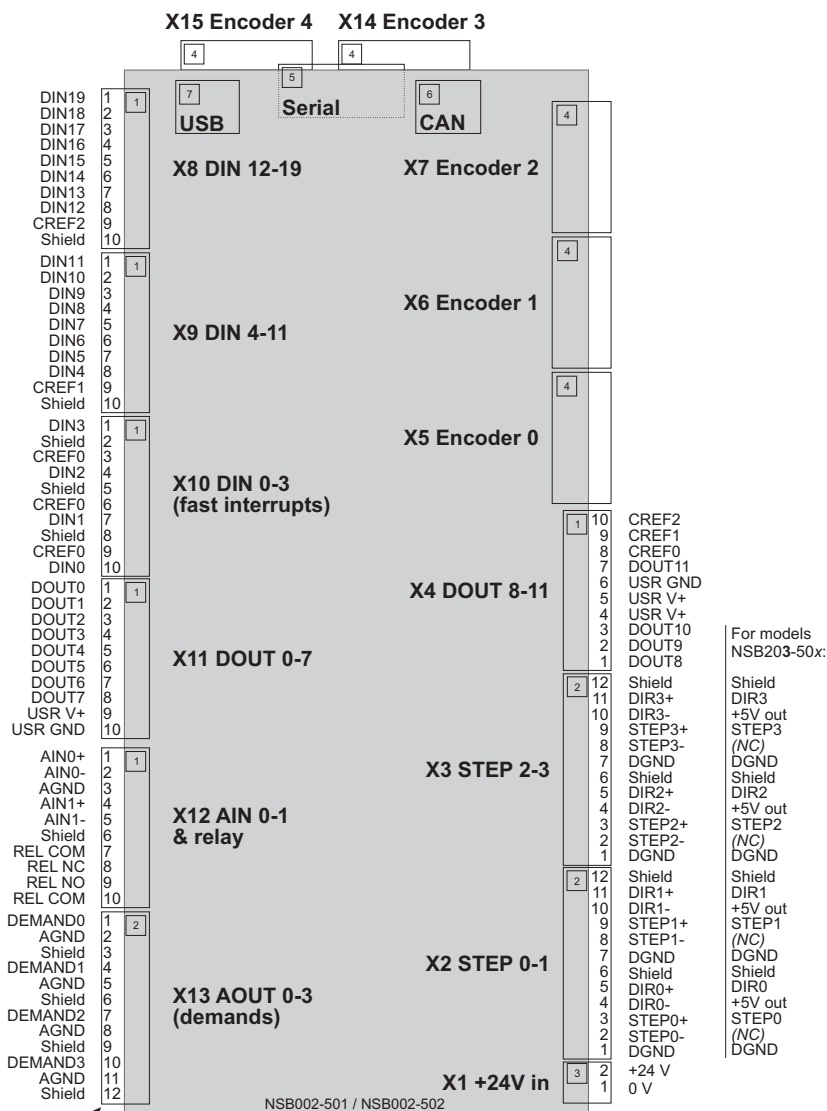 X15 Encoder 4 X14 Encoder 3
4 4
7 5 6
USB Serial CAN
DIN19 1 1
DIN18 2
DIN17 3
DIN16 4
DIN15 5
DIN14 6
DIN13 7
DIN12 8
CREF2 9
Shield 10
X8 DIN 12-19
4
X7 Encoder 2
DIN11 1 1
DIN10 2
DIN9 3
DIN8 4
DIN7 5
DIN6 6
DIN5 7
DIN4 8
CREF1 9
Shield 10
X9 DIN 4-11
4
X6 Encoder 1
DIN3 1 1
Shield 2
CREF0 3
DIN2 4
Shield 5
CREF0 6
DIN1 7
Shield 8
CREF0 9
DIN0 10
X10 DIN 0-3
(fast interrupts)
4
X5 Encoder 0
DOUT0 1 1
DOUT1 2
DOUT2 3
DOUT3 4
DOUT4 5
DOUT5 6
DOUT6 7
DOUT7 8
USR V+ 9
USR GND 10
X11 DOUT 0-7
X4 DOUT 8-11
1 10 CREF2
9 CREF1
8 CREF0
7 DOUT11
6 USR GND
5 USR V+
4 USR V+
3 DOUT10
2 DOUT9
1 DOUT8
For models
NSB203-50x:
AIN0+ 1 1
AIN0- 2
AGND 3
AIN1+ 4
AIN1- 5
Shield 6
REL COM 7
REL NC 8
REL NO 9
REL COM 10
X12 AIN 0-1
& relay
X3 STEP 2-3
2 12 Shield Shield
11 DIR3+ DIR3
10 DIR3- +5V out
9 STEP3+ STEP3
8 STEP3- (NC)
7 DGND DGND
6 Shield Shield
5 DIR2+ DIR2
4 DIR2- +5V out
3 STEP2+ STEP2
2 STEP2- (NC)
1 DGND DGND
DEMAND0 1 2
AGND 2
Shield 3
DEMAND1 4
AGND 5
Shield 6
DEMAND2 7
AGND 8
Shield 9
DEMAND3 10
AGND 11
Shield 12
X13 AOUT 0-3
(demands)
X2 STEP 0-1
2 12 Shield Shield
11 DIR1+ DIR1
10 DIR1- +5V out
9 STEP1+ STEP1
8 STEP1- (NC)
7 DGND DGND
6 Shield Shield
5 DIR0+ DIR0
4 DIR0- +5V out
3 STEP0+ STEP0
2 STEP0- (NC)
1 DGND DGND
X1 +24V in
3 2 +24 V
1 0 V
NSB002-501 / NSB002-502